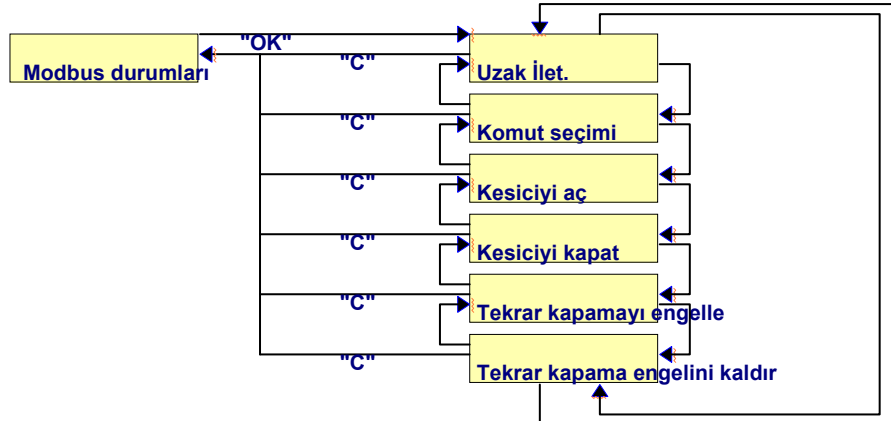 "OK"
Modbus durumları
"C"
Uzak İlet.
"C"
Komut seçimi
"C"
Kesiciyi aç
"C"
Kesiciyi kapat
"C"
Tekrar kapamayı engelle
"C"
Tekrar kapama engelini kaldır